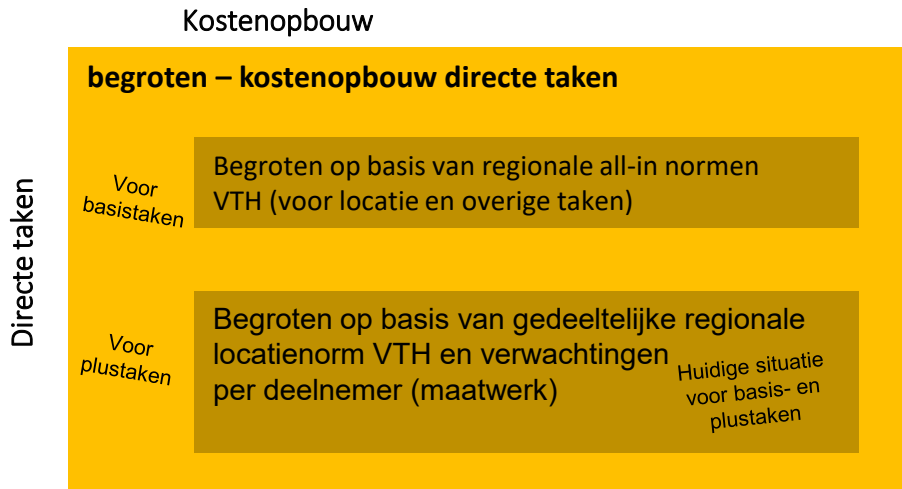 Kostenopbouw
begroten – kostenopbouw directe taken
Directe taken
Voor
basistaken
Begroten op basis van regionale all-in normen
VTH (voor locatie en overige taken)
Voor
plustaken
Begroten op basis van gedeeltelijke regionale
locatienorm VTH en verwachtingen
per deelnemer (maatwerk)
Huidige situatie
voor basis- en
plustaken